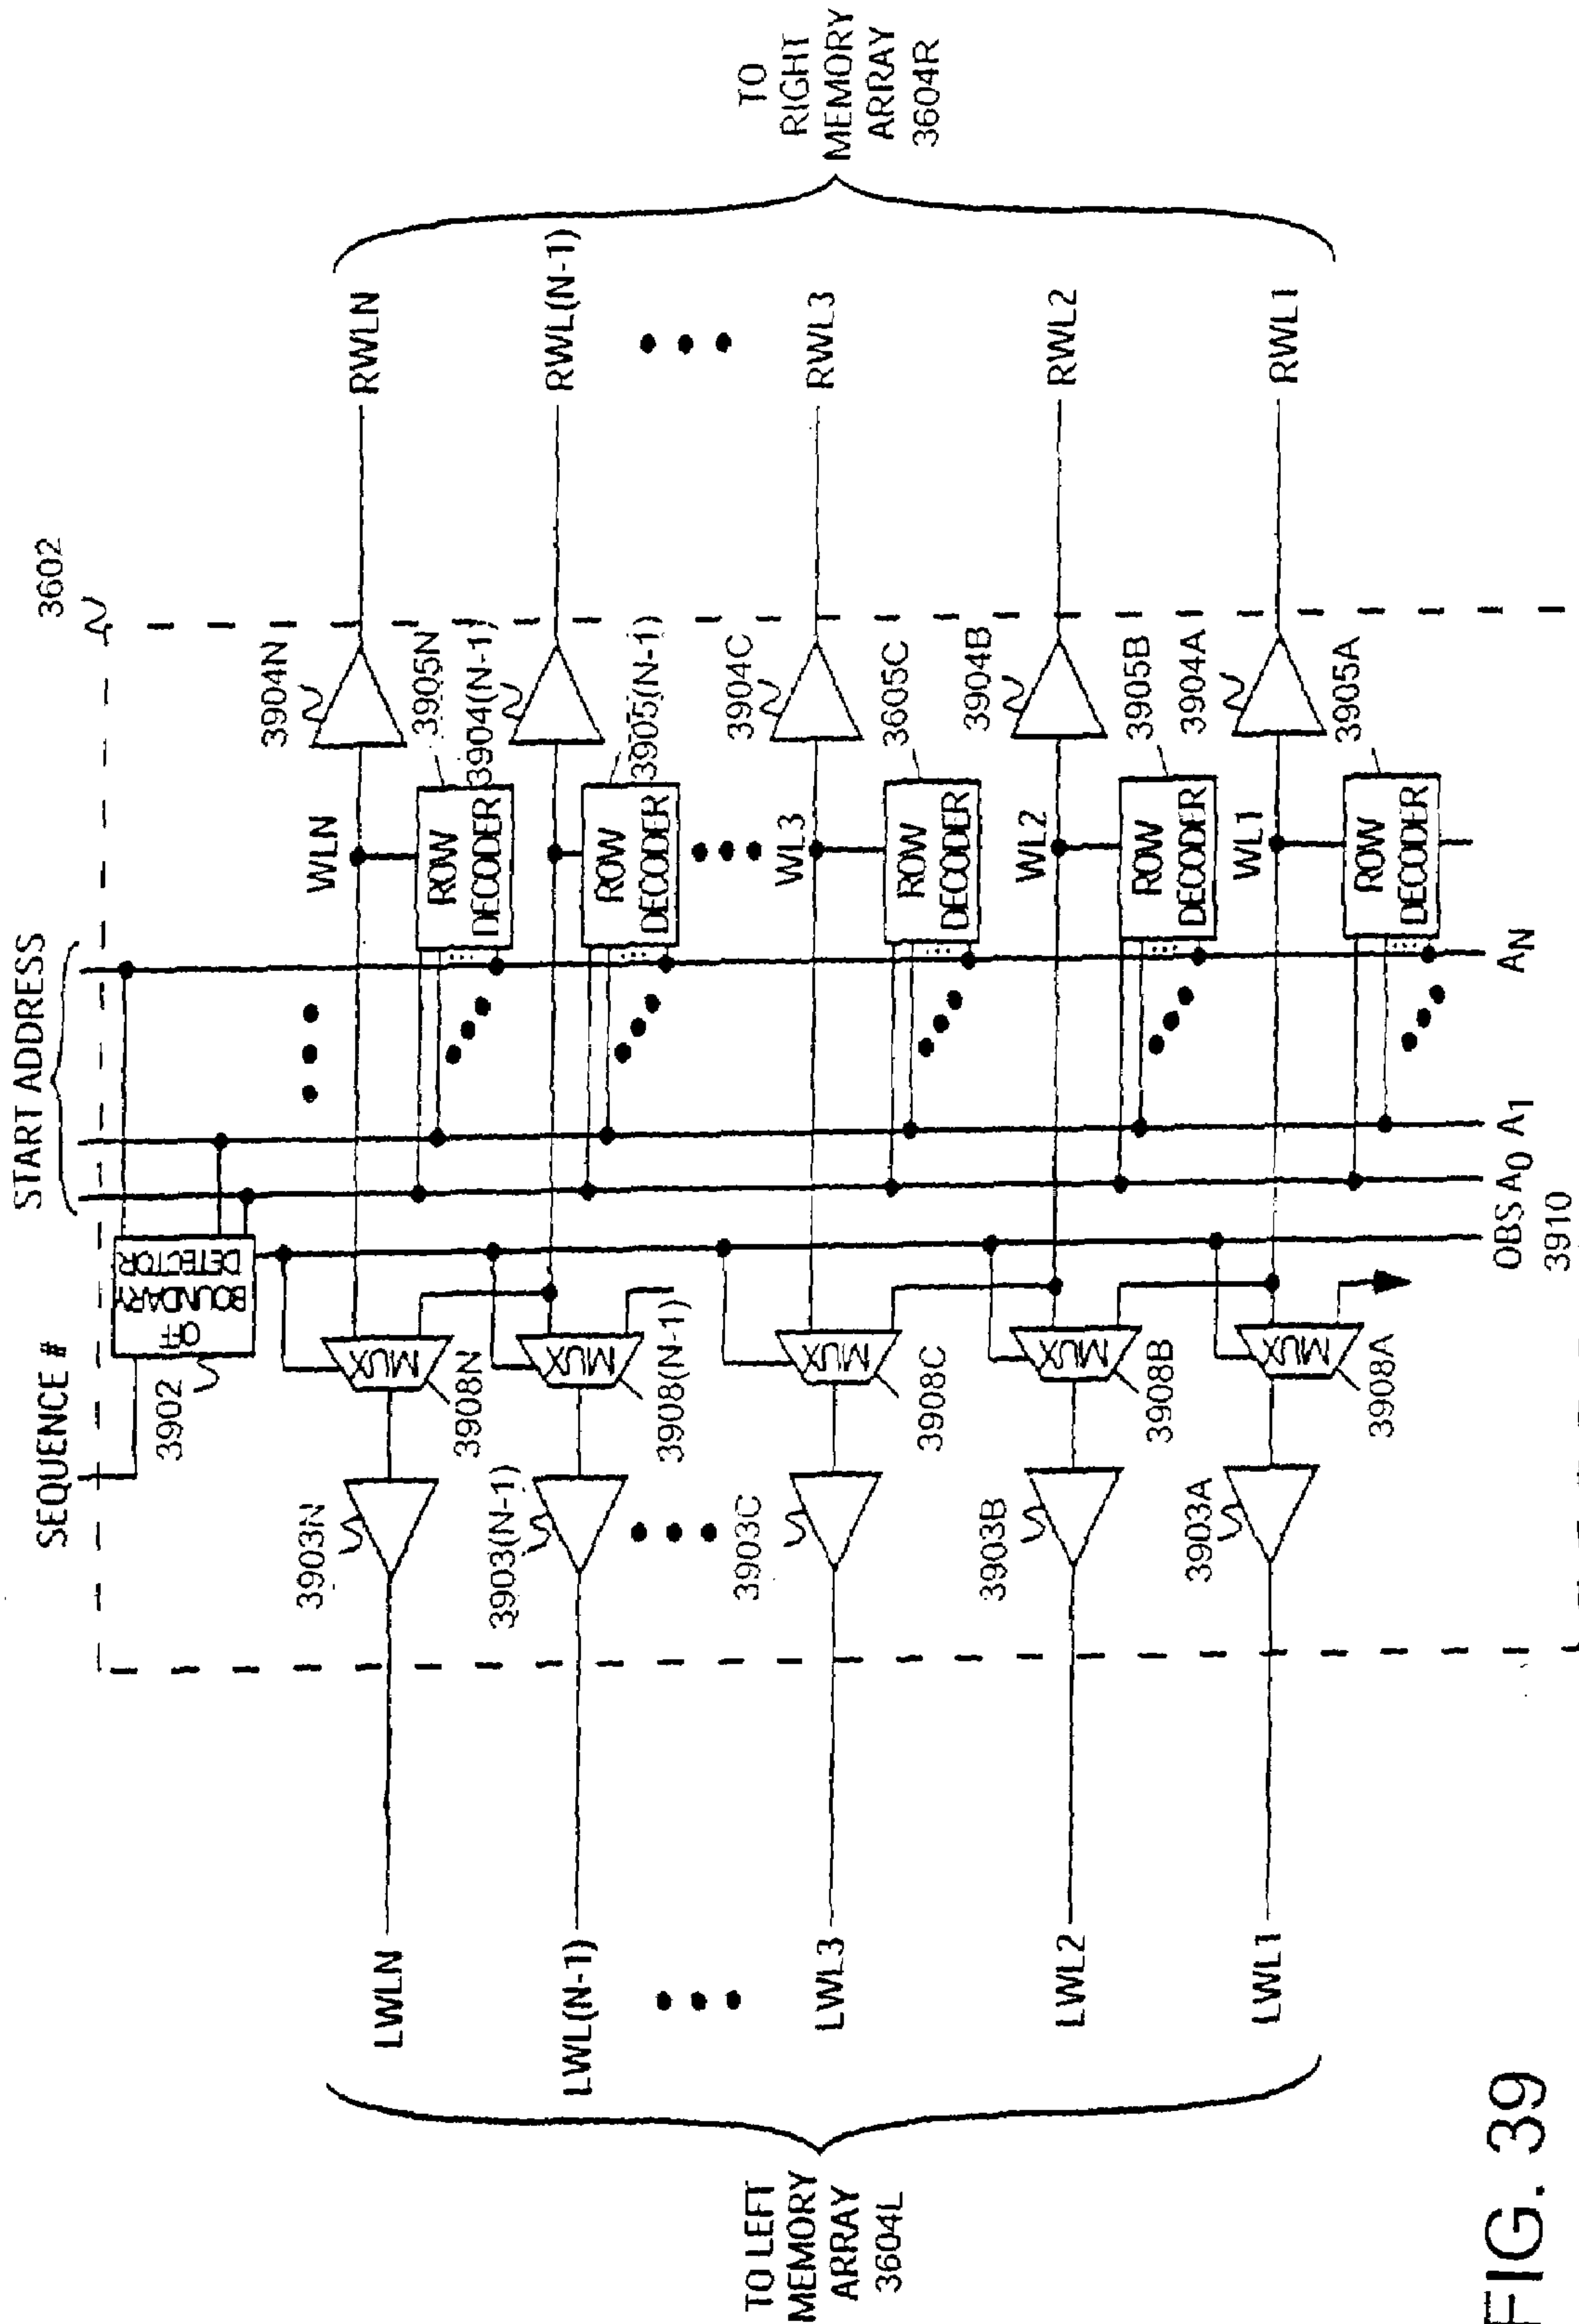 SEQUENCE #
START ADDRESS
3602
3902
OFF
BOUNDARY
DETECTOR
LWLN
3903N
MUX
3908N
WLN
3904N
RWLN
ROW
DECODER
3905N
LWL(N-1)
3903(N-1)
MUX
3908(N-1)
3904(N-1)
RWL(N-1)
ROW
DECODER
3905(N-1)
LWL3
3903C
MUX
3908C
WL3
3904C
RWL3
ROW
DECODER
3605C
LWL2
3903B
MUX
3908B
WL2
3904B
RWL2
ROW
DECODER
3905B
LWL1
3903A
MUX
3908A
WL1
3904A
RWL1
ROW
DECODER
3905A
TO LEFT
MEMORY
ARRAY
3604L
TO
RIGHT
MEMORY
ARRAY
3604R
OBS A0 A1 AN
3910
FIG. 39